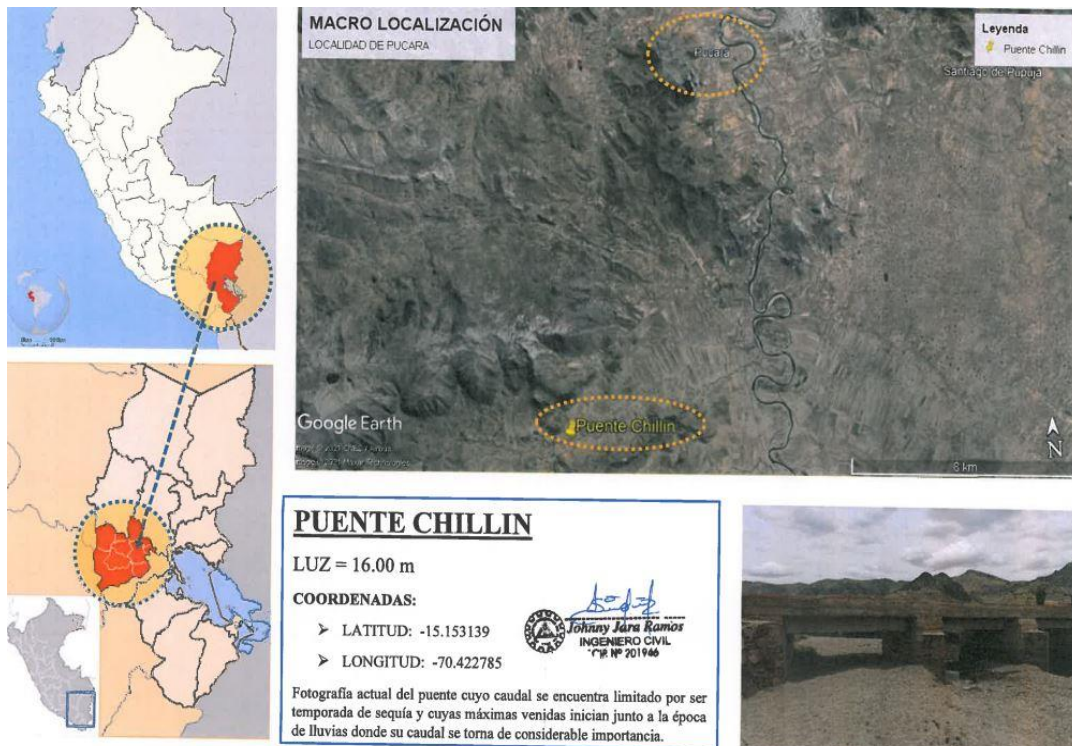 MACRO LOCALIZACIÓN
LOCALIDAD DE PUCARA
Leyenda
Puente Chillin
Pucara
Santiago de Pupuja
Google Earth
Puente Chillin
N
6 km
PUENTE CHILLIN
LUZ = 16.00 m
COORDENADAS:
➢ LATITUD: -15.153139
➢ LONGITUD: -70.422785
Johnny Jara Ramos
INGENIERO CIVIL
CIP. Nº 201946
Fotografía actual del puente cuyo caudal se encuentra limitado por ser
temporada de sequía y cuyas máximas venidas inician junto a la época
de lluvias donde su caudal se torna de considerable importancia.